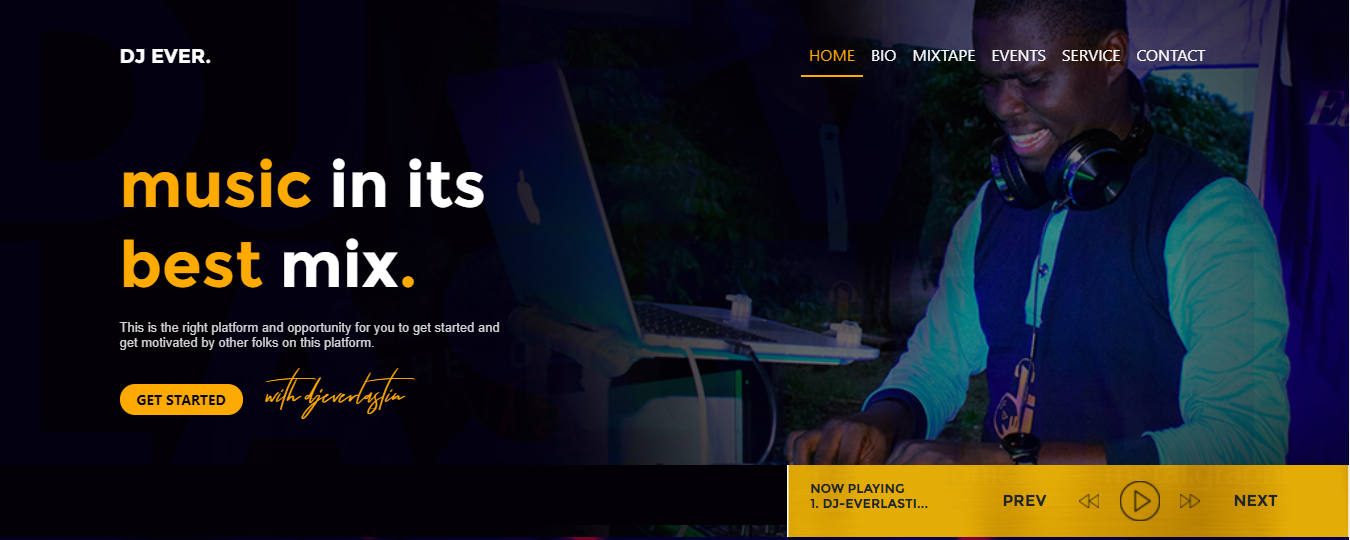 DJ EVER.
HOME BIO MIXTAPE EVENTS SERVICE CONTACT
music in its
best mix.
This is the right platform and opportunity for you to get started and
get motivated by other folks on this platform.
GET STARTED
with djeverlastin
NOW PLAYING
1. DJ-EVERLASTI...
PREV
NEXT